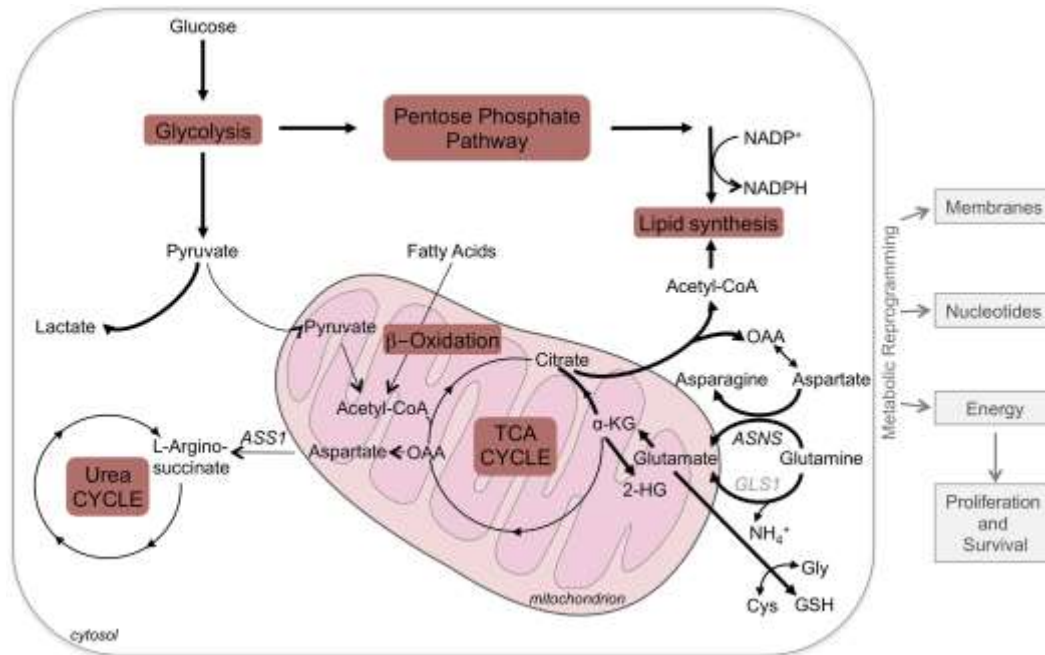 Glucose
Glycolysis
Pentose Phosphate
Pathway
NADP⁺
NADPH
Lipid synthesis
Pyruvate
Lactate
Fatty Acids
Acetyl-CoA
Pyruvate
β–Oxidation
Citrate
OAA
Asparagine
Aspartate
Acetyl-CoA
TCA
CYCLE
α-KG
Glutamate
2-HG
ASNS
Glutamine
GLS1
NH₄⁺
Aspartate
OAA
ASS1
L-Argino-
succinate
Urea
CYCLE
Gly
Cys
GSH
mitochondrion
cytosol
Metabolic Reprogramming
Membranes
Nucleotides
Energy
Proliferation
and
Survival